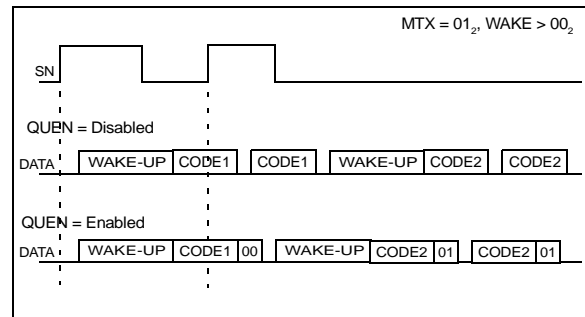 MTX = 01₂, WAKE > 00₂
SN
QUEN = Disabled
DATA WAKE-UP CODE1 CODE1 WAKE-UP CODE2 CODE2
QUEN = Enabled
DATA WAKE-UP CODE1 00 WAKE-UP CODE2 01 CODE2 01